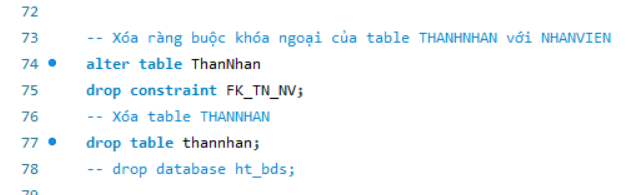 72
73 -- Xóa ràng buộc khóa ngoại của table THANHNHAN với NHANVIEN
74 alter table ThanNhan
75 drop constraint FK_TN_NV;
76 -- Xóa table THANNHAN
77 drop table thannhan;
78 -- drop database ht_bds;
79